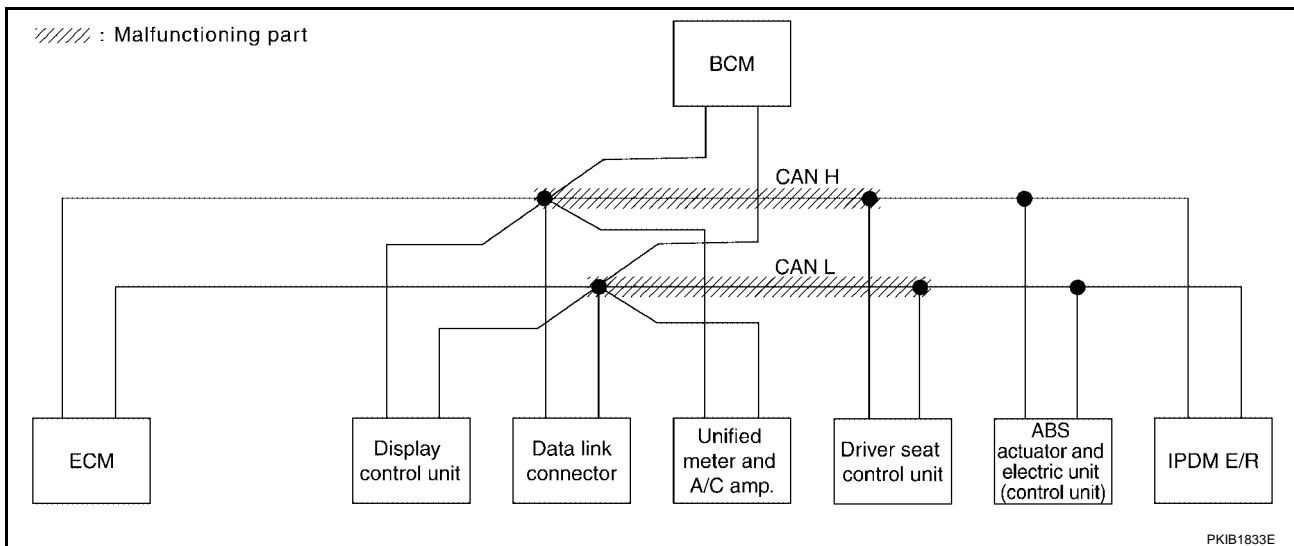 : Malfunctioning part
BCM
CAN H
CAN L
ECM
Display
control unit
Data link
connector
Unified
meter and
A/C amp.
Driver seat
control unit
ABS
actuator and
electric unit
(control unit)
IPDM E/R
PKIB1833E